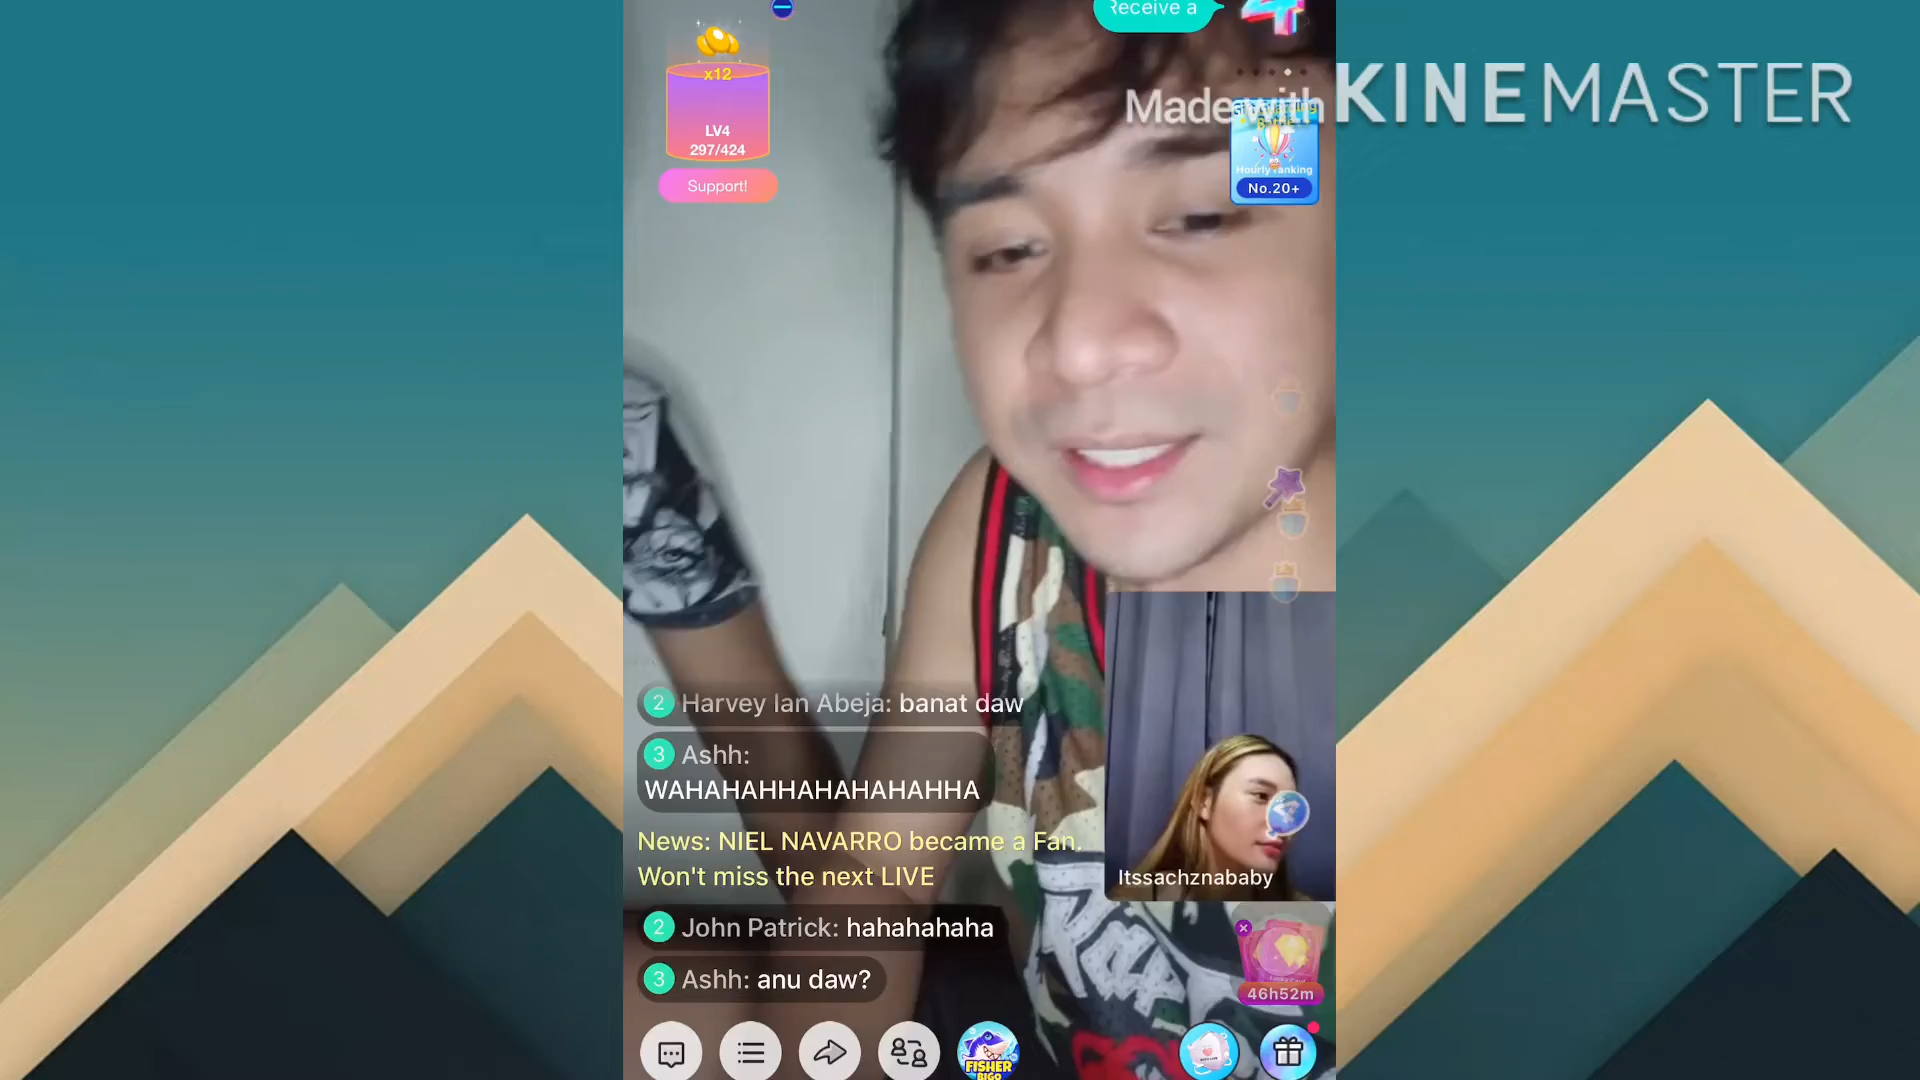 Receive a
x12
LV4
297/424
Support!
Made with KINEMASTER
Hourly ranking
No.20+
2 Harvey Ian Abeja: banat daw
3 Ashh:
WAHAHAHHAHAHAHAHHA
News: NIEL NAVARRO became a Fan.
Won't miss the next LIVE
2 John Patrick: hahahahaha
3 Ashh: anu daw?
Itssachznababy
46h52m
FISHER
BIGO